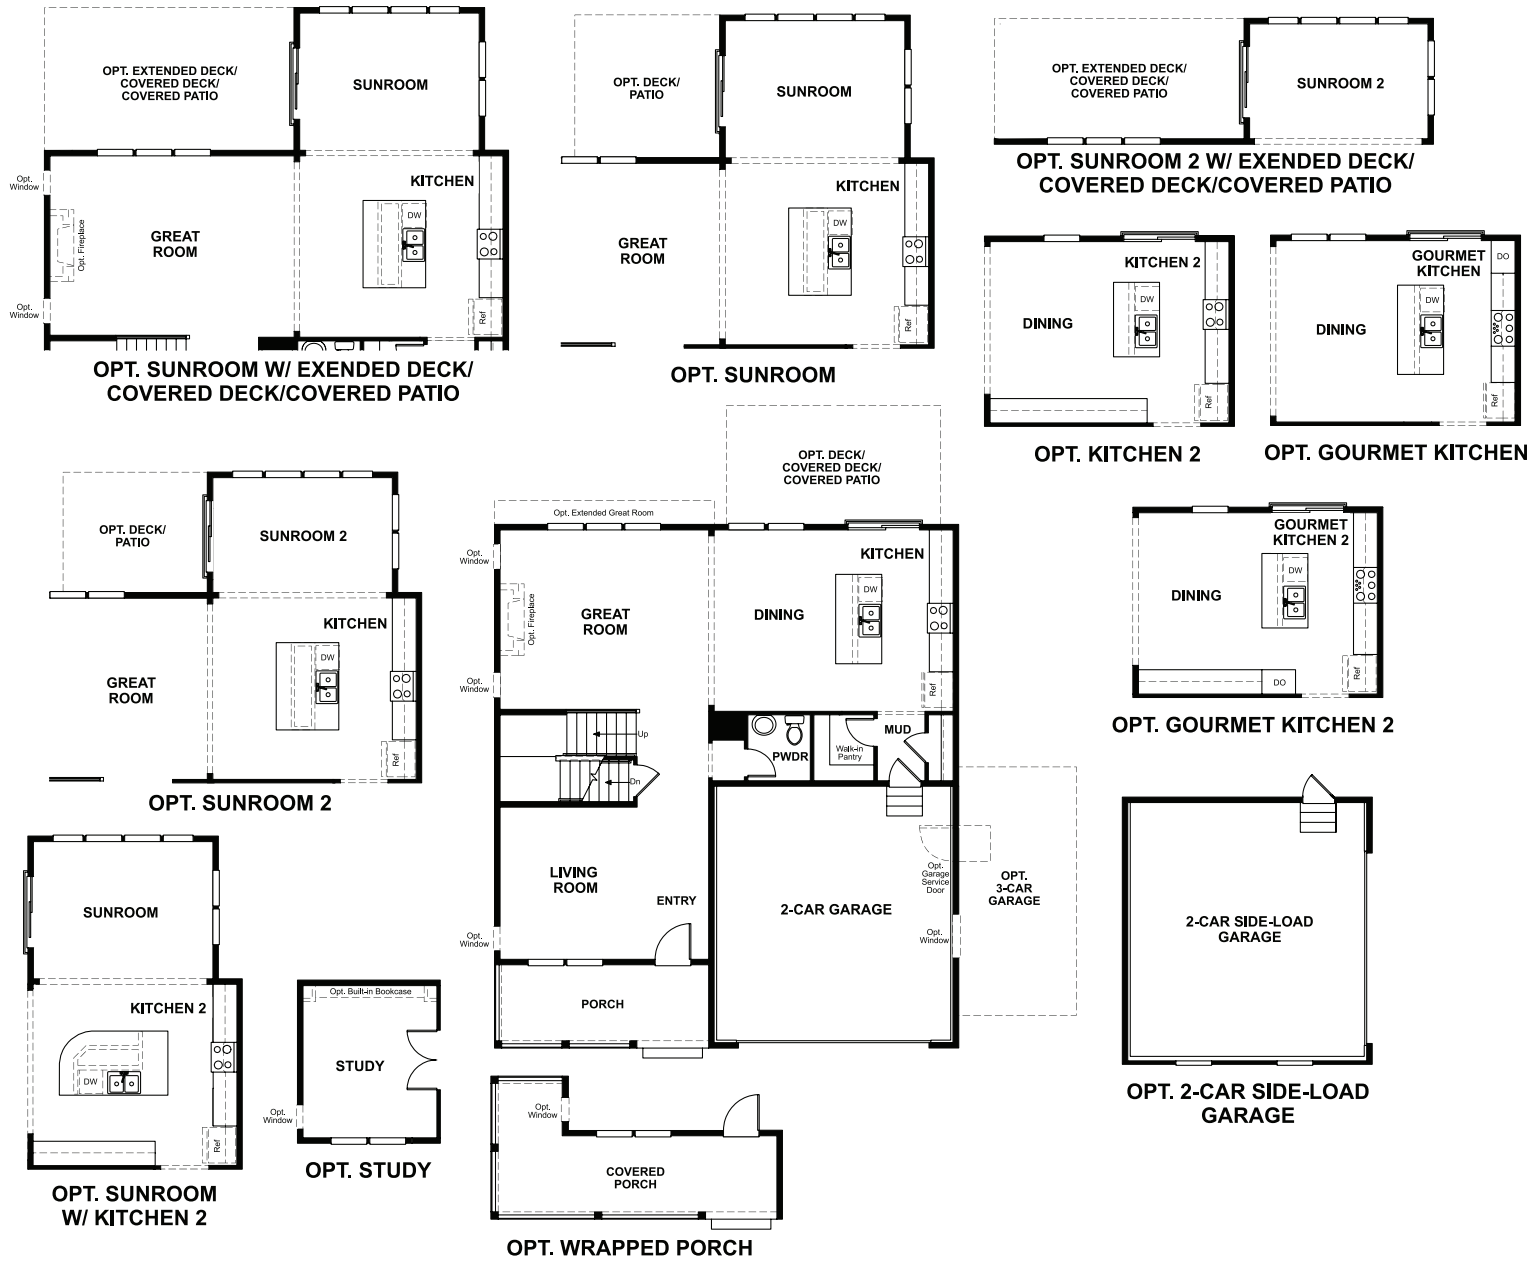 OPT. EXTENDED DECK/
COVERED DECK/
COVERED PATIO
SUNROOM
Opt.
Window
KITCHEN
DW
Opt. Fireplace
GREAT
ROOM
Opt.
Window
Ref
OPT. SUNROOM W/ EXENDED DECK/
COVERED DECK/COVERED PATIO
OPT. DECK/
PATIO
SUNROOM
KITCHEN
DW
GREAT
ROOM
Ref
OPT. SUNROOM
OPT. EXTENDED DECK/
COVERED DECK/
COVERED PATIO
SUNROOM 2
OPT. SUNROOM 2 W/ EXENDED DECK/
COVERED DECK/COVERED PATIO
KITCHEN 2
DW
DINING
Ref
OPT. KITCHEN 2
GOURMET
KITCHEN
DO
DW
DINING
Ref
OPT. GOURMET KITCHEN
OPT. DECK/
PATIO
SUNROOM 2
KITCHEN
DW
GREAT
ROOM
Ref
OPT. SUNROOM 2
OPT. DECK/
COVERED DECK/
COVERED PATIO
Opt. Extended Great Room
Opt.
Window
KITCHEN
DW
Opt. Fireplace
GREAT
ROOM
DINING
Opt.
Window
Ref
Up
Dn
PWDR
Walk-in
Pantry
MUD
LIVING
ROOM
ENTRY
2-CAR GARAGE
Opt.
Garage
Service
Door
OPT.
3-CAR
GARAGE
Opt.
Window
Opt.
Window
PORCH
GOURMET
KITCHEN 2
DW
DINING
Ref
DO
OPT. GOURMET KITCHEN 2
2-CAR SIDE-LOAD
GARAGE
OPT. 2-CAR SIDE-LOAD
GARAGE
SUNROOM
KITCHEN 2
DW
Ref
OPT. SUNROOM
W/ KITCHEN 2
Opt. Built-in Bookcase
STUDY
Opt.
Window
OPT. STUDY
Opt.
Window
COVERED
PORCH
OPT. WRAPPED PORCH